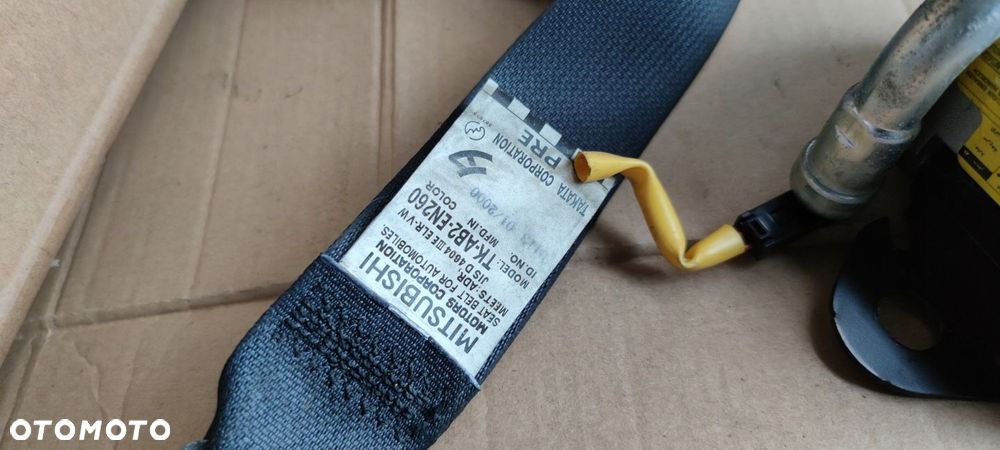 MITSUBISHI
MOTORS CORPORATION
SEAT BELT FOR AUTOMOBILES
MEETS: ADR,
JIS D 4604 III E ELR-VW
MODEL: TK-AB2-EN260
ID.NO. 01/2000
MFD.IN
COLOR
TAKATA CORPORATION
PRE
OTOMOTO